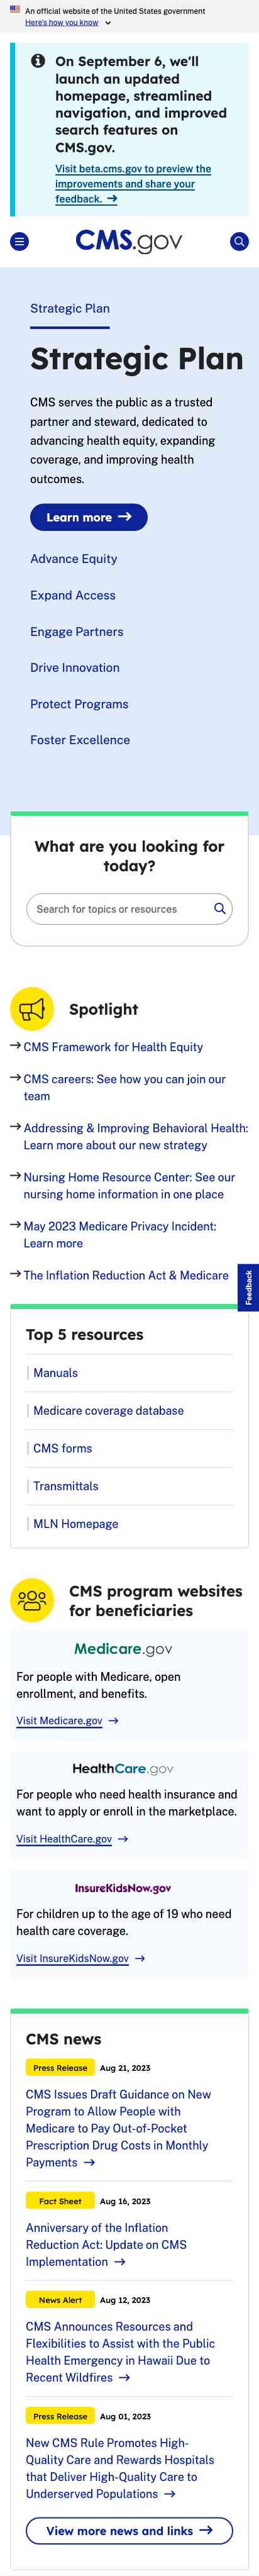 An official website of the United States government
Here's how you know
On September 6, we'll
launch an updated
homepage, streamlined
navigation, and improved
search features on
CMS.gov.
Visit beta.cms.gov to preview the
improvements and share your
feedback.
CMS.gov
Strategic Plan
Strategic Plan
CMS serves the public as a trusted
partner and steward, dedicated to
advancing health equity, expanding
coverage, and improving health
outcomes.
Learn more
Advance Equity
Expand Access
Engage Partners
Drive Innovation
Protect Programs
Foster Excellence
What are you looking for
today?
Search for topics or resources
Spotlight
CMS Framework for Health Equity
CMS careers: See how you can join our
team
Addressing & Improving Behavioral Health:
Learn more about our new strategy
Nursing Home Resource Center: See our
nursing home information in one place
May 2023 Medicare Privacy Incident:
Learn more
The Inflation Reduction Act & Medicare
Feedback
Top 5 resources
Manuals
Medicare coverage database
CMS forms
Transmittals
MLN Homepage
CMS program websites
for beneficiaries
Medicare.gov
For people with Medicare, open
enrollment, and benefits.
Visit Medicare.gov
HealthCare.gov
For people who need health insurance and
want to apply or enroll in the marketplace.
Visit HealthCare.gov
InsureKidsNow.gov
For children up to the age of 19 who need
health care coverage.
Visit InsureKidsNow.gov
CMS news
Press Release Aug 21, 2023
CMS Issues Draft Guidance on New
Program to Allow People with
Medicare to Pay Out-of-Pocket
Prescription Drug Costs in Monthly
Payments
Fact Sheet Aug 16, 2023
Anniversary of the Inflation
Reduction Act: Update on CMS
Implementation
News Alert Aug 12, 2023
CMS Announces Resources and
Flexibilities to Assist with the Public
Health Emergency in Hawaii Due to
Recent Wildfires
Press Release Aug 01, 2023
New CMS Rule Promotes High-
Quality Care and Rewards Hospitals
that Deliver High-Quality Care to
Underserved Populations
View more news and links